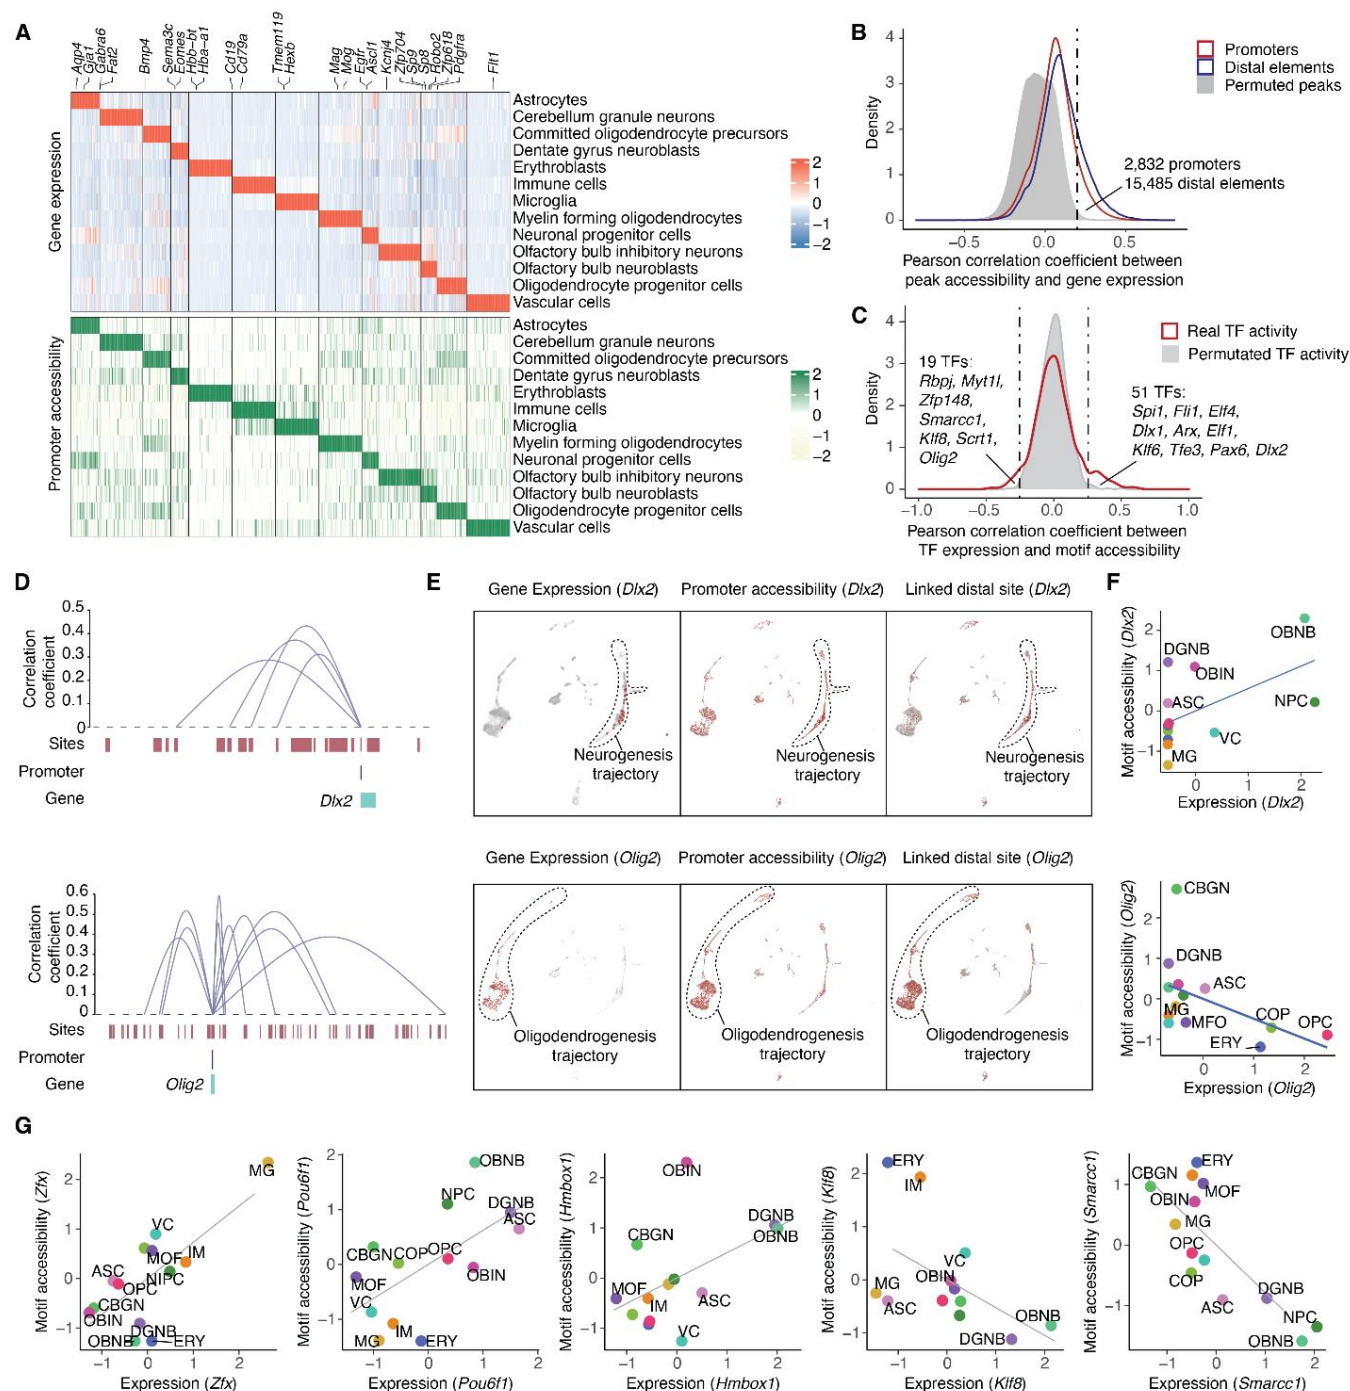 A
Aqp4
Gja1
Gabra6
Fat2
Bmp4
Sema3c
Eomes
Hbb-bt
Hba-a1
Cd19
Cd79a
Tmem119
Hexb
Mag
Mog
Egfr
Ascl1
Kcnj4
Zfp704
Sp9
Sp8
Robo2
Zfp618
Pdgfra
Flt1
Gene expression
Astrocytes
Cerebellum granule neurons
Committed oligodendrocyte precursors
Dentate gyrus neuroblasts
Erythroblasts
Immune cells
Microglia
Myelin forming oligodendrocytes
Neuronal progenitor cells
Olfactory bulb inhibitory neurons
Olfactory bulb neuroblasts
Oligodendrocyte progenitor cells
Vascular cells
2
1
0
−1
−2
Promoter accessibility
Astrocytes
Cerebellum granule neurons
Committed oligodendrocyte precursors
Dentate gyrus neuroblasts
Erythroblasts
Immune cells
Microglia
Myelin forming oligodendrocytes
Neuronal progenitor cells
Olfactory bulb inhibitory neurons
Olfactory bulb neuroblasts
Oligodendrocyte progenitor cells
Vascular cells
2
1
0
−1
−2
B
Density
4
3
2
1
0
Promoters
Distal elements
Permuted peaks
2,832 promoters
15,485 distal elements
−0.5 0.0 0.5
Pearson correlation coefficient between
peak accessibility and gene expression
C
Density
4
3
2
1
0
Real TF activity
Permutated TF activity
19 TFs:
Rbpj, Myt1l,
Zfp148,
Smarcc1,
Klf8, Scrt1,
Olig2
51 TFs:
Spi1, Fli1, Elf4,
Dlx1, Arx, Elf1,
Klf6, Tfe3, Pax6, Dlx2
−1.0 −0.5 0.0 0.5 1.0
Pearson correlation coefficient between
TF expression and motif accessibility
D
Correlation
coefficient
0.5
0.4
0.3
0.2
0.1
0
Sites
Promoter
Gene
Dlx2
Correlation
coefficient
0.6
0.5
0.4
0.3
0.2
0.1
0
Sites
Promoter
Gene
Olig2
E
Gene Expression (Dlx2)
Promoter accessibility (Dlx2)
Linked distal site (Dlx2)
Neurogenesis
trajectory
Neurogenesis
trajectory
Neurogenesis
trajectory
Gene Expression (Olig2)
Promoter accessibility (Olig2)
Linked distal site (Olig2)
Oligodendrogenesis
trajectory
Oligodendrogenesis
trajectory
Oligodendrogenesis
trajectory
F
Motif accessibility (Dlx2)
2
1
0
−1
OBNB
DGNB
OBIN
ASC
NPC
VC
MG
0 1 2
Expression (Dlx2)
Motif accessibility (Olig2)
2
1
0
−1
CBGN
DGNB
ASC
MG
MFO
COP
OPC
ERY
0 1 2
Expression (Olig2)
G
Motif accessibility (Zfx)
2
1
0
−1
MG
VC
MOF
IM
ASC
OPC
NIPC
CBGN
OBIN
DGNB
OBNB
ERY
−1 0 1 2
Expression (Zfx)
Motif accessibility (Pou6f1)
2
1
0
−1
OBNB
NPC
DGNB
ASC
CBGN
COP
OPC
OBIN
MOF
VC
IM
MG
ERY
−1 0 1 2
Expression (Pou6f1)
Motif accessibility (Hmbox1)
2
1
0
−1
OBIN
CBGN
DGNB
OBNB
MOF
IM
ASC
VC
−1 0 1 2
Expression (Hmbox1)
Motif accessibility (Klf8)
2
1
0
−1
ERY
IM
VC
OBIN
MG
ASC
OBNB
DGNB
−1 0 1 2
Expression (Klf8)
Motif accessibility (Smarcc1)
1
0
−1
ERY
CBGN
MOF
OBIN
MG
OPC
COP
ASC
DGNB
NPC
OBNB
−1 0 1 2
Expression (Smarcc1)